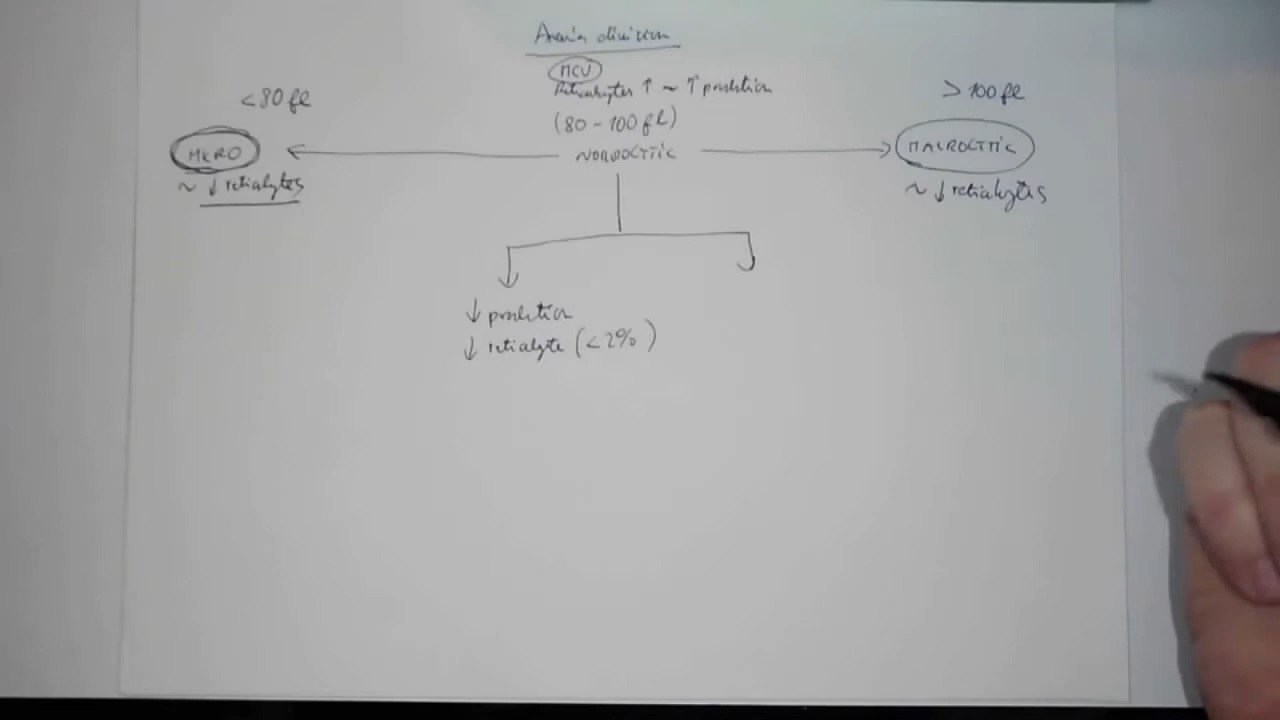 Anemia division
MCV
Reticulocytes ↑ ~ ↑ production
< 80 fl
> 100 fl
(80 - 100 fl)
MICRO
NORMOCYTIC
MACROCYTIC
~ ↓ reticulocytes
~ ↓ reticulocytes
↓ production
↓ reticulocyte (< 2%)